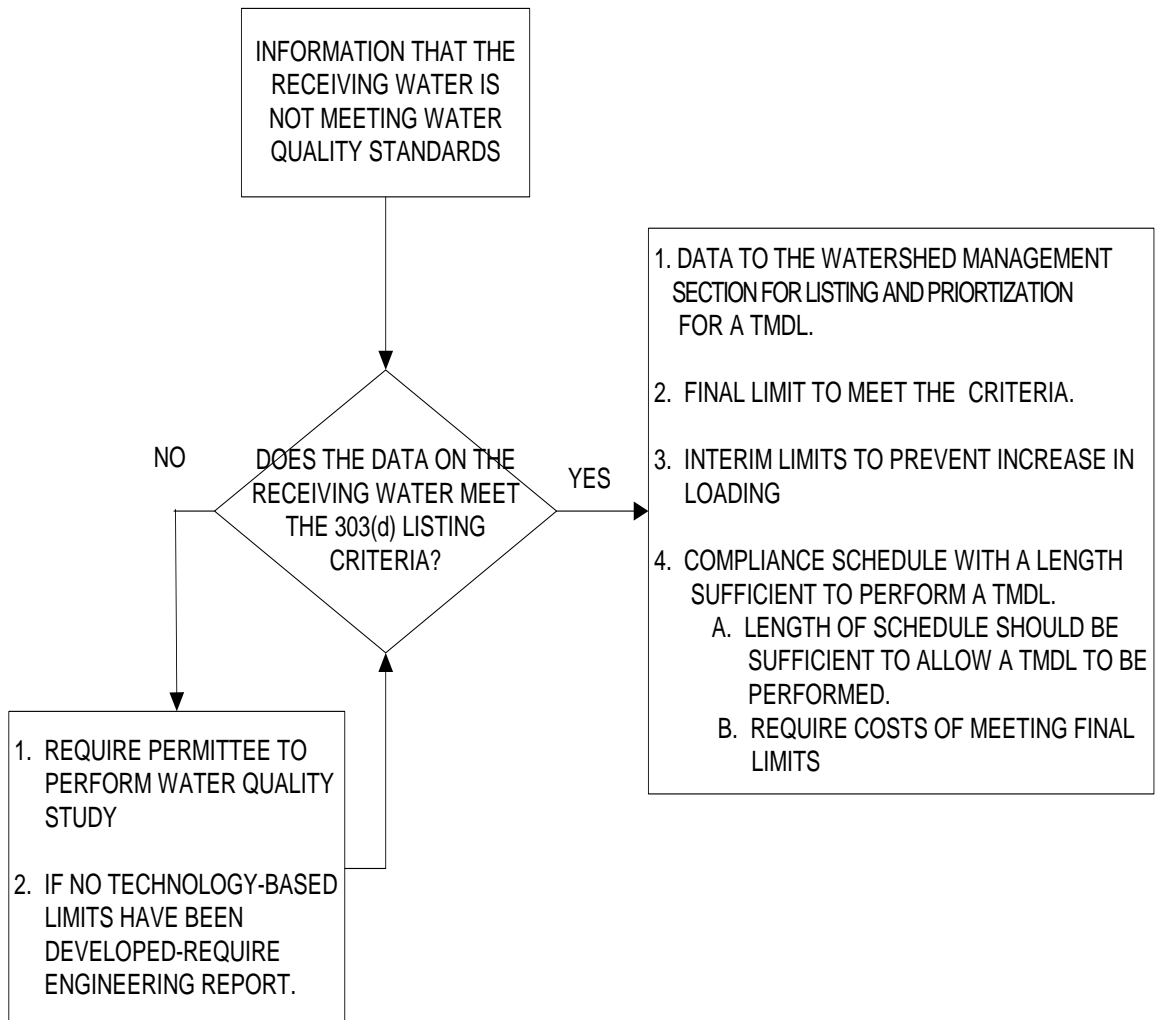 INFORMATION THAT THE
RECEIVING WATER IS
NOT MEETING WATER
QUALITY STANDARDS
NO
DOES THE DATA ON THE
RECEIVING WATER MEET
THE 303(d) LISTING
CRITERIA?
YES
1. DATA TO THE WATERSHED MANAGEMENT
SECTION FOR LISTING AND PRIORTIZATION
FOR A TMDL.
2. FINAL LIMIT TO MEET THE CRITERIA.
3. INTERIM LIMITS TO PREVENT INCREASE IN
LOADING
4. COMPLIANCE SCHEDULE WITH A LENGTH
SUFFICIENT TO PERFORM A TMDL.
A. LENGTH OF SCHEDULE SHOULD BE
SUFFICIENT TO ALLOW A TMDL TO BE
PERFORMED.
B. REQUIRE COSTS OF MEETING FINAL
LIMITS
1. REQUIRE PERMITTEE TO
PERFORM WATER QUALITY
STUDY
2. IF NO TECHNOLOGY-BASED
LIMITS HAVE BEEN
DEVELOPED-REQUIRE
ENGINEERING REPORT.